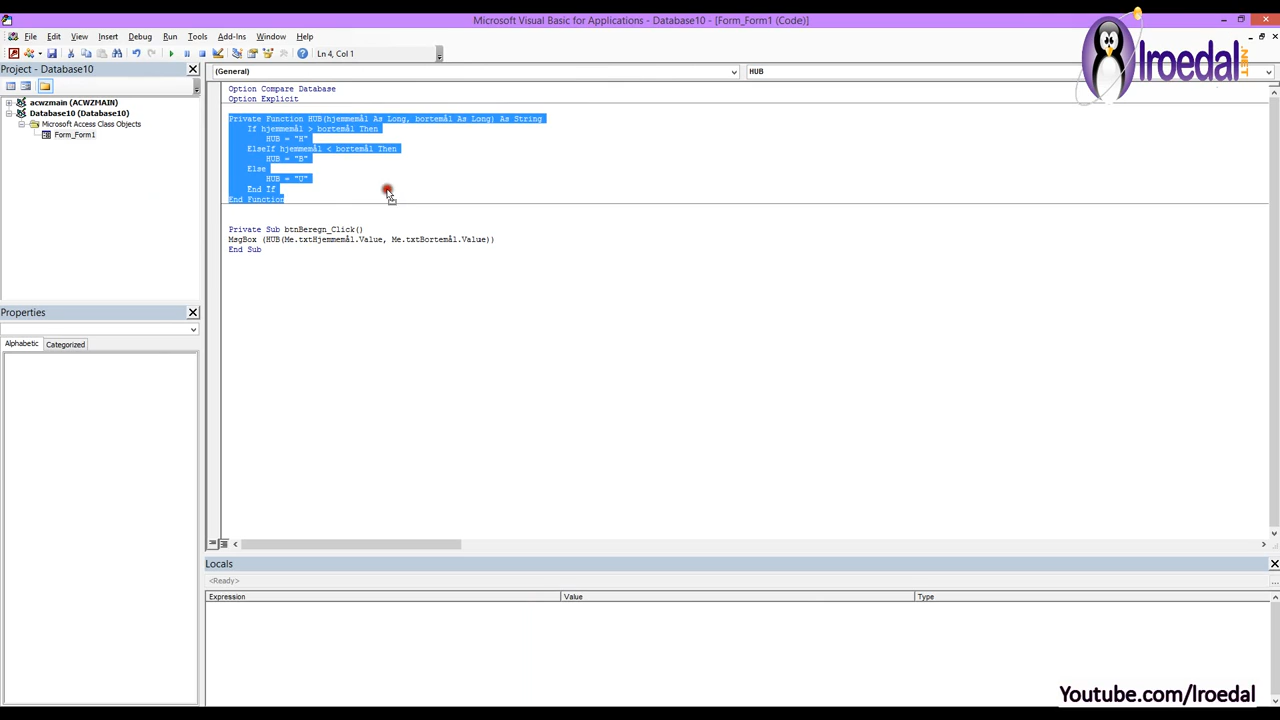 Microsoft Visual Basic for Applications - Database10 - [Form_Form1 (Code)]
File Edit View Insert Debug Run Tools Add-Ins Window Help
Ln 4, Col 1
lroedal.NET
Project - Database10
(General)
HUB
acwzmain (ACWZMAIN)
Database10 (Database10)
Microsoft Access Class Objects
Form_Form1
Option Compare Database
Option Explicit
Private Function HUB(hjemmemål As Long, bortemål As Long) As String
If hjemmemål > bortemål Then
HUB = "H"
ElseIf hjemmemål < bortemål Then
HUB = "B"
Else
HUB = "U"
End If
End Function
Private Sub btnBeregn_Click()
MsgBox (HUB(Me.txtHjemmemål.Value, Me.txtBortemål.Value))
End Sub
Properties
Alphabetic Categorized
Locals
<Ready>
Expression Value Type
Youtube.com/lroedal